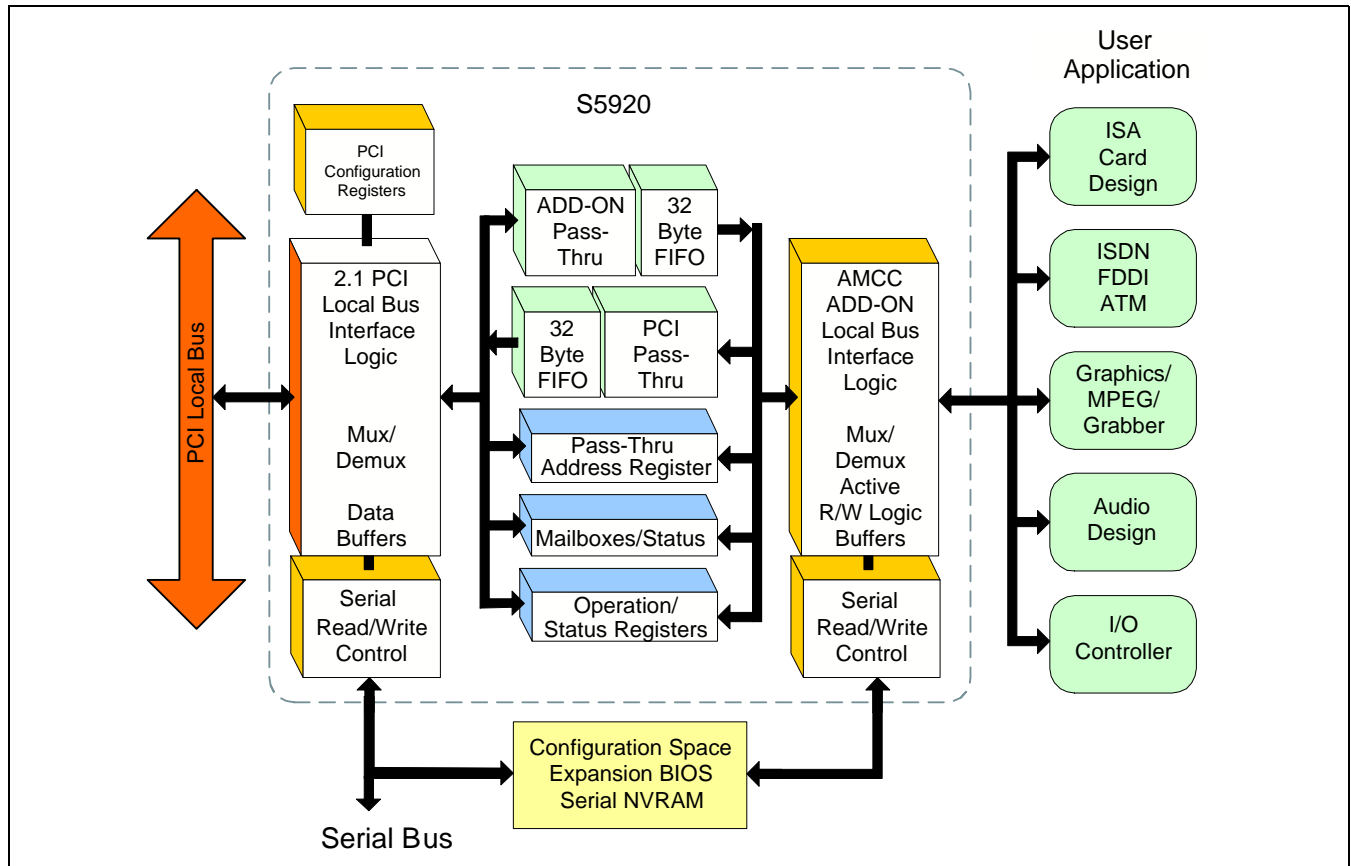 User
Application
S5920
PCI
Configuration
Registers
PCI Local Bus
2.1 PCI
Local Bus
Interface
Logic
Mux/
Demux
Data
Buffers
Serial
Read/Write
Control
ADD-ON
Pass-
Thru
32
Byte
FIFO
32
Byte
FIFO
PCI
Pass-
Thru
Pass-Thru
Address Register
Mailboxes/Status
Operation/
Status Registers
AMCC
ADD-ON
Local Bus
Interface
Logic
Mux/
Demux
Active
R/W Logic
Buffers
Serial
Read/Write
Control
ISA
Card
Design
ISDN
FDDI
ATM
Graphics/
MPEG/
Grabber
Audio
Design
I/O
Controller
Configuration Space
Expansion BIOS
Serial NVRAM
Serial Bus